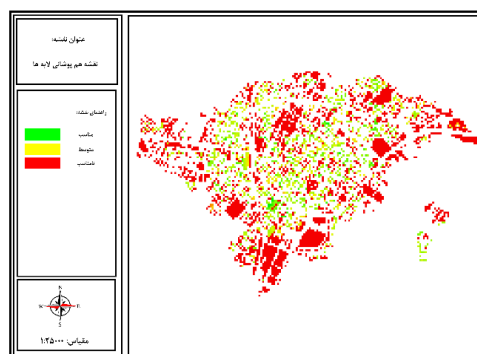 عنوان نقشه:
نقشه هم پوشانی لایه ها
راهنمای نقشه:
مناسب
متوسط
نامناسب
N
E
S
مقیاس: ۱:۲۵۰۰۰